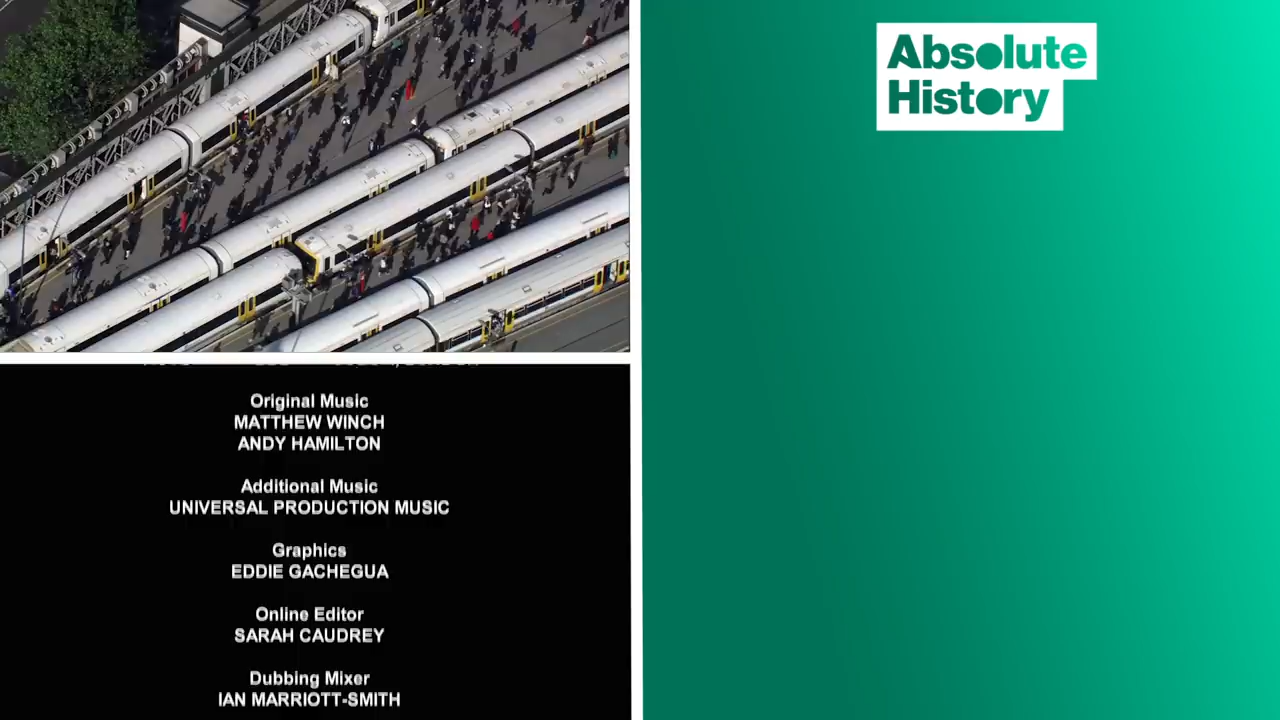 Absolute
History
Original Music
MATTHEW WINCH
ANDY HAMILTON
Additional Music
UNIVERSAL PRODUCTION MUSIC
Graphics
EDDIE GACHEGUA
Online Editor
SARAH CAUDREY
Dubbing Mixer
IAN MARRIOTT-SMITH